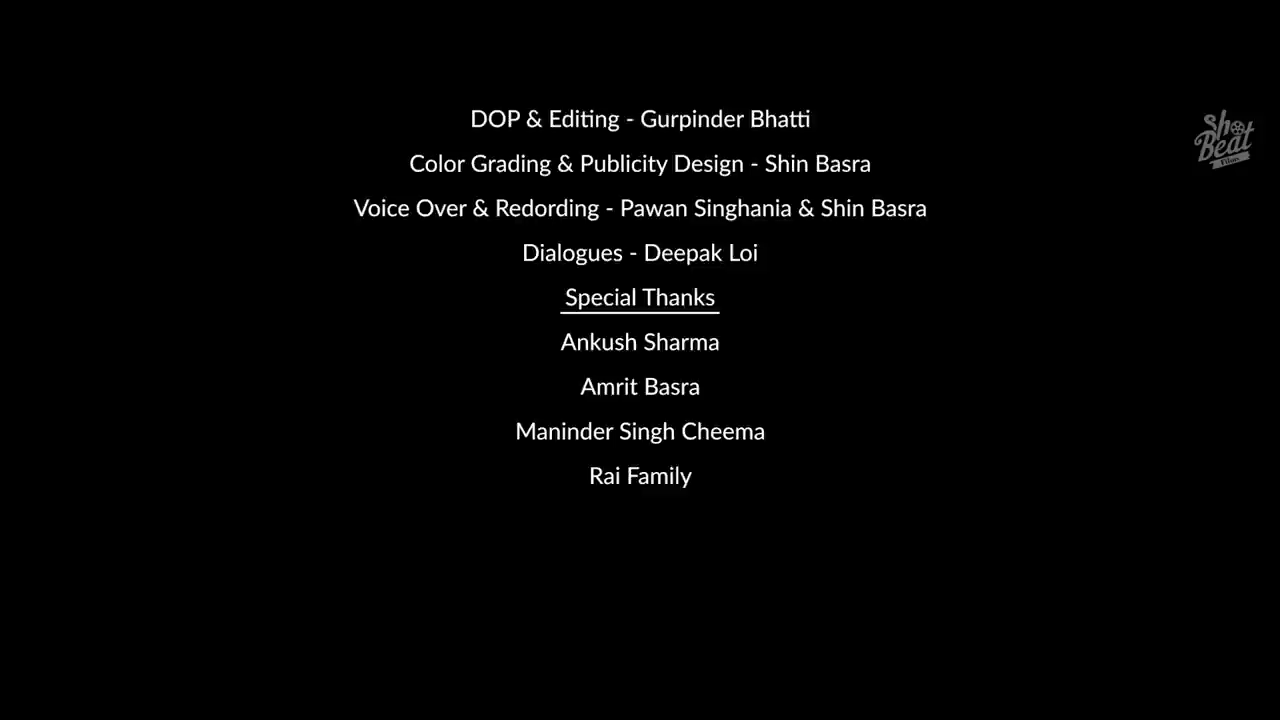 DOP & Editing - Gurpinder Bhatti
Color Grading & Publicity Design - Shin Basra
Voice Over & Redording - Pawan Singhania & Shin Basra
Dialogues - Deepak Loi
Special Thanks
Ankush Sharma
Amrit Basra
Maninder Singh Cheema
Rai Family
Shot
Beat
Films